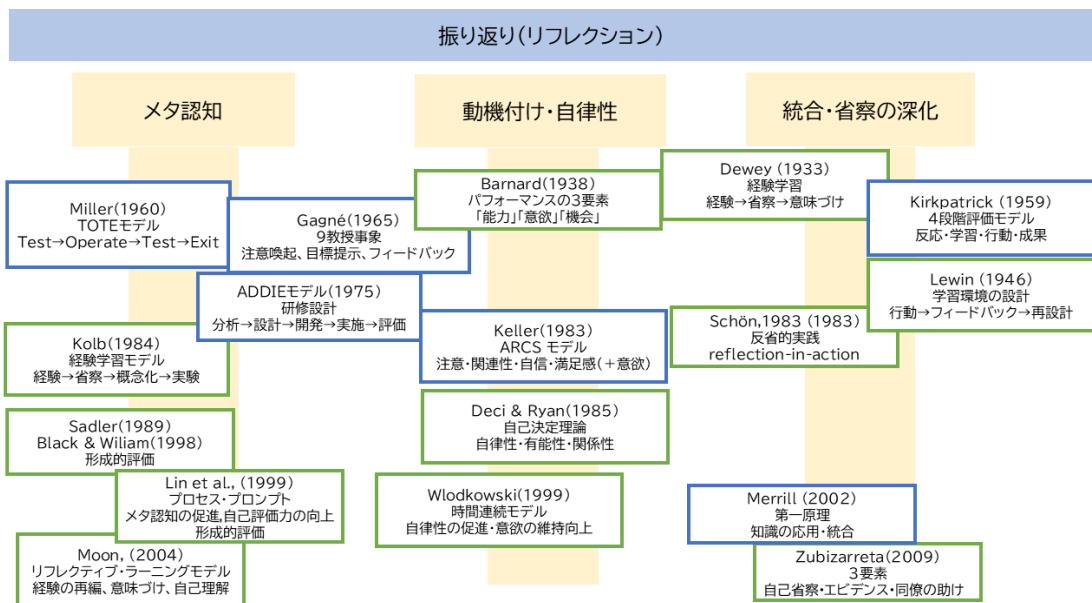 振り返り(リフレクション)
メタ認知
Miller(1960)
TOTEモデル
Test→Operate→Test→Exit
Gagné(1965)
9教授事象
注意喚起、目標提示、フィードバック
ADDIEモデル(1975)
研修設計
分析→設計→開発→実施→評価
Kolb(1984)
経験学習モデル
経験→省察→概念化→実験
Sadler(1989)
Black & Wiliam(1998)
形成的評価
Lin et al., (1999)
プロセス・プロンプト
メタ認知の促進,自己評価力の向上
形成的評価
Moon, (2004)
リフレクティブ・ラーニングモデル
経験の再編、意味づけ、自己理解
動機付け・自律性
Barnard(1938)
パフォーマンスの3要素
「能力」「意欲」「機会」
Keller(1983)
ARCS モデル
注意・関連性・自信・満足感(+意欲)
Deci & Ryan(1985)
自己決定理論
自律性・有能性・関係性
Wlodkowski(1999)
時間連続モデル
自律性の促進・意欲の維持向上
統合・省察の深化
Dewey (1933)
経験学習
経験→省察→意味づけ
Kirkpatrick (1959)
4段階評価モデル
反応・学習・行動・成果
Lewin (1946)
学習環境の設計
行動→フィードバック→再設計
Schön,1983 (1983)
反省的実践
reflection-in-action
Merrill (2002)
第一原理
知識の応用・統合
Zubizarreta(2009)
3要素
自己省察・エビデンス・同僚の助け